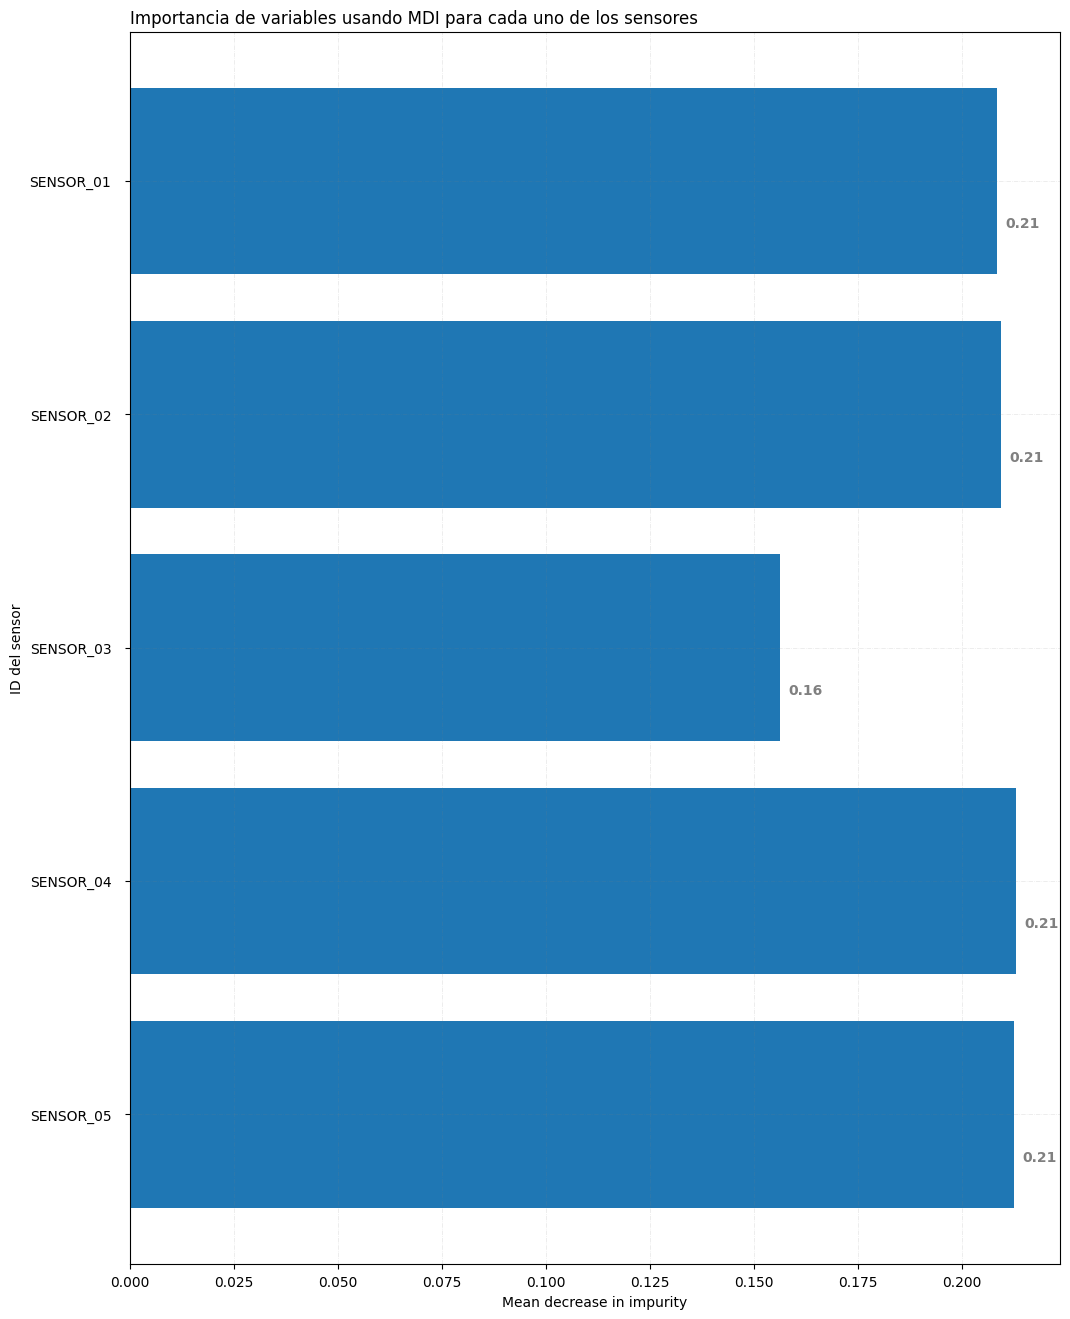 Importancia de variables usando MDI para cada uno de los sensores
ID del sensor
SENSOR_01
0.21
SENSOR_02
0.21
SENSOR_03
0.16
SENSOR_04
0.21
SENSOR_05
0.21
0.000 0.025 0.050 0.075 0.100 0.125 0.150 0.175 0.200
Mean decrease in impurity